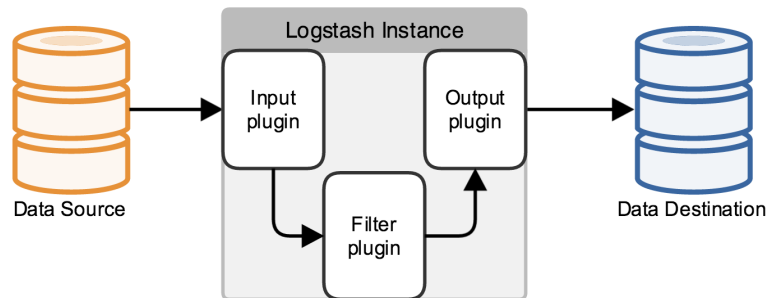 Logstash Instance
Input
plugin
Output
plugin
Filter
plugin
Data Source
Data Destination